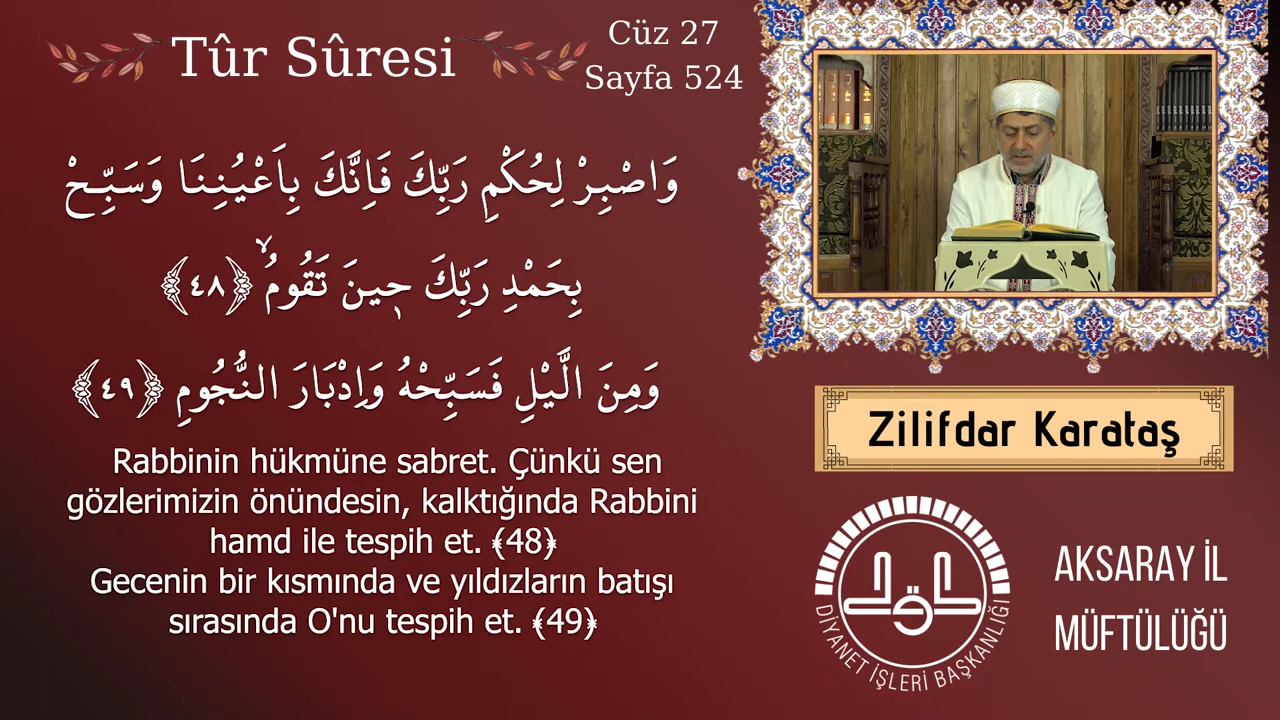 Tûr Sûresi
Cüz 27
Sayfa 524
وَاصْبِرْ لِحُكْمِ رَبِّكَ فَاِنَّكَ بِاَعْيُنِنَا وَسَبِّحْ
بِحَمْدِ رَبِّكَ ح۪ينَ تَقُومُۙ ﴿٤٨﴾
وَمِنَ الَّيْلِ فَسَبِّحْهُ وَاِدْبَارَ النُّجُومِ ﴿٤٩﴾
Rabbinin hükmüne sabret. Çünkü sen
gözlerimizin önündesin, kalktığında Rabbini
hamd ile tespih et. ﴾48﴿
Gecenin bir kısmında ve yıldızların batışı
sırasında O'nu tespih et. ﴾49﴿
Zilifdar Karataş
DİYANET İŞLERİ BAŞKANLIĞI
AKSARAY İL
MÜFTÜLÜĞÜ